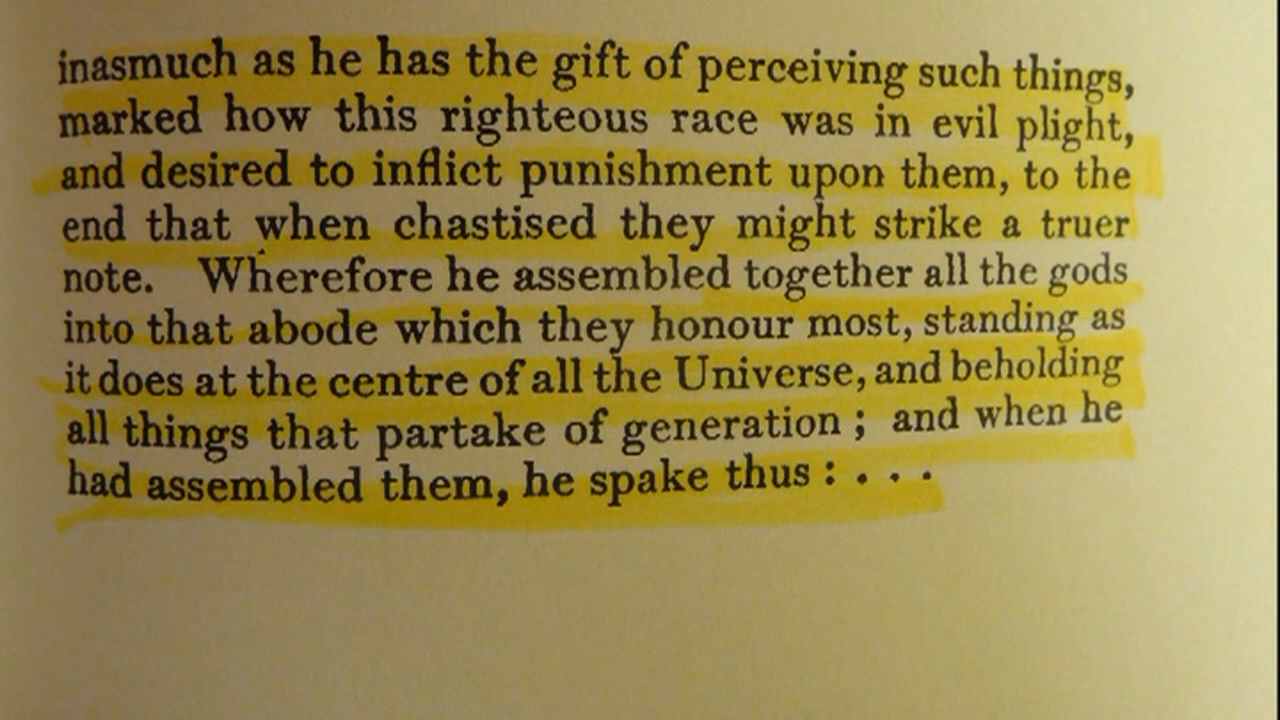 inasmuch as he has the gift of perceiving such things,
marked how this righteous race was in evil plight,
and desired to inflict punishment upon them, to the
end that when chastised they might strike a truer
note. Wherefore he assembled together all the gods
into that abode which they honour most, standing as
it does at the centre of all the Universe, and beholding
all things that partake of generation ; and when he
had assembled them, he spake thus : . . .